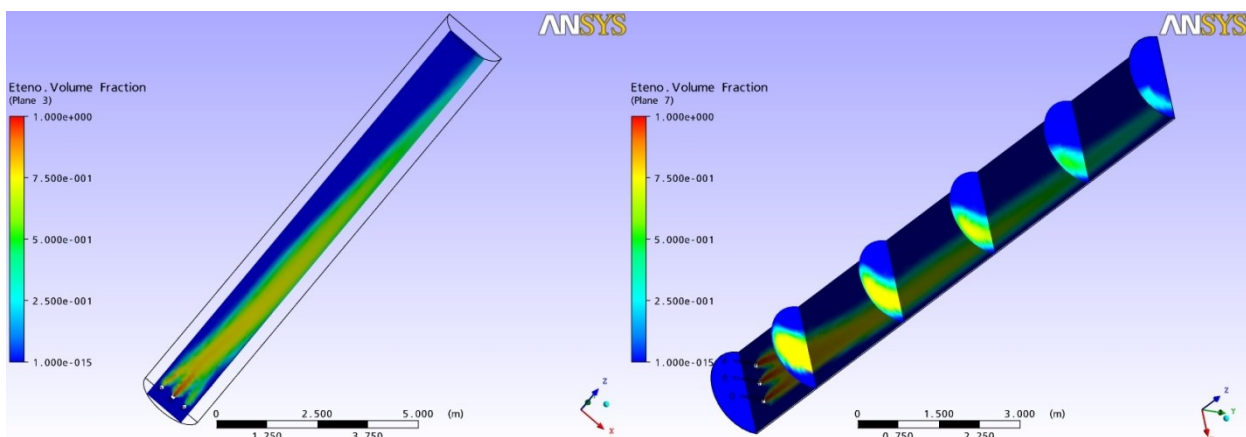 ANSYS
Eteno.Volume Fraction
(Plane 3)
1.000e+000
7.500e-001
5.000e-001
2.500e-001
1.000e-015
0 2.500 5.000 (m)
1.250 3.750
Z
X
ANSYS
Eteno.Volume Fraction
(Plane 7)
1.000e+000
7.500e-001
5.000e-001
2.500e-001
1.000e-015
0 1.500 3.000 (m)
0.750 2.250
Z
Y